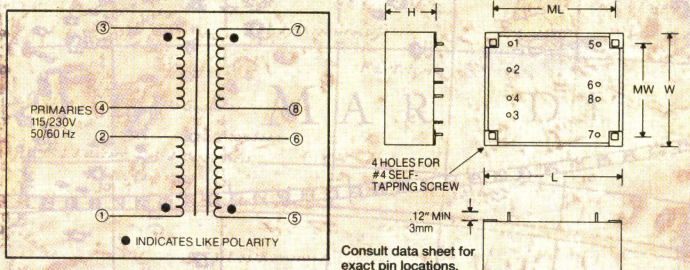 ③
⑦
④
⑧
PRIMARIES
115/230V
50/60 Hz
②
⑥
①
⑤
● INDICATES LIKE POLARITY
H
ML
1
5
2
6
4
8
3
7
MW
W
4 HOLES FOR
#4 SELF-
TAPPING SCREW
L
.12" MIN
3mm
Consult data sheet for
exact pin locations.
M A R D